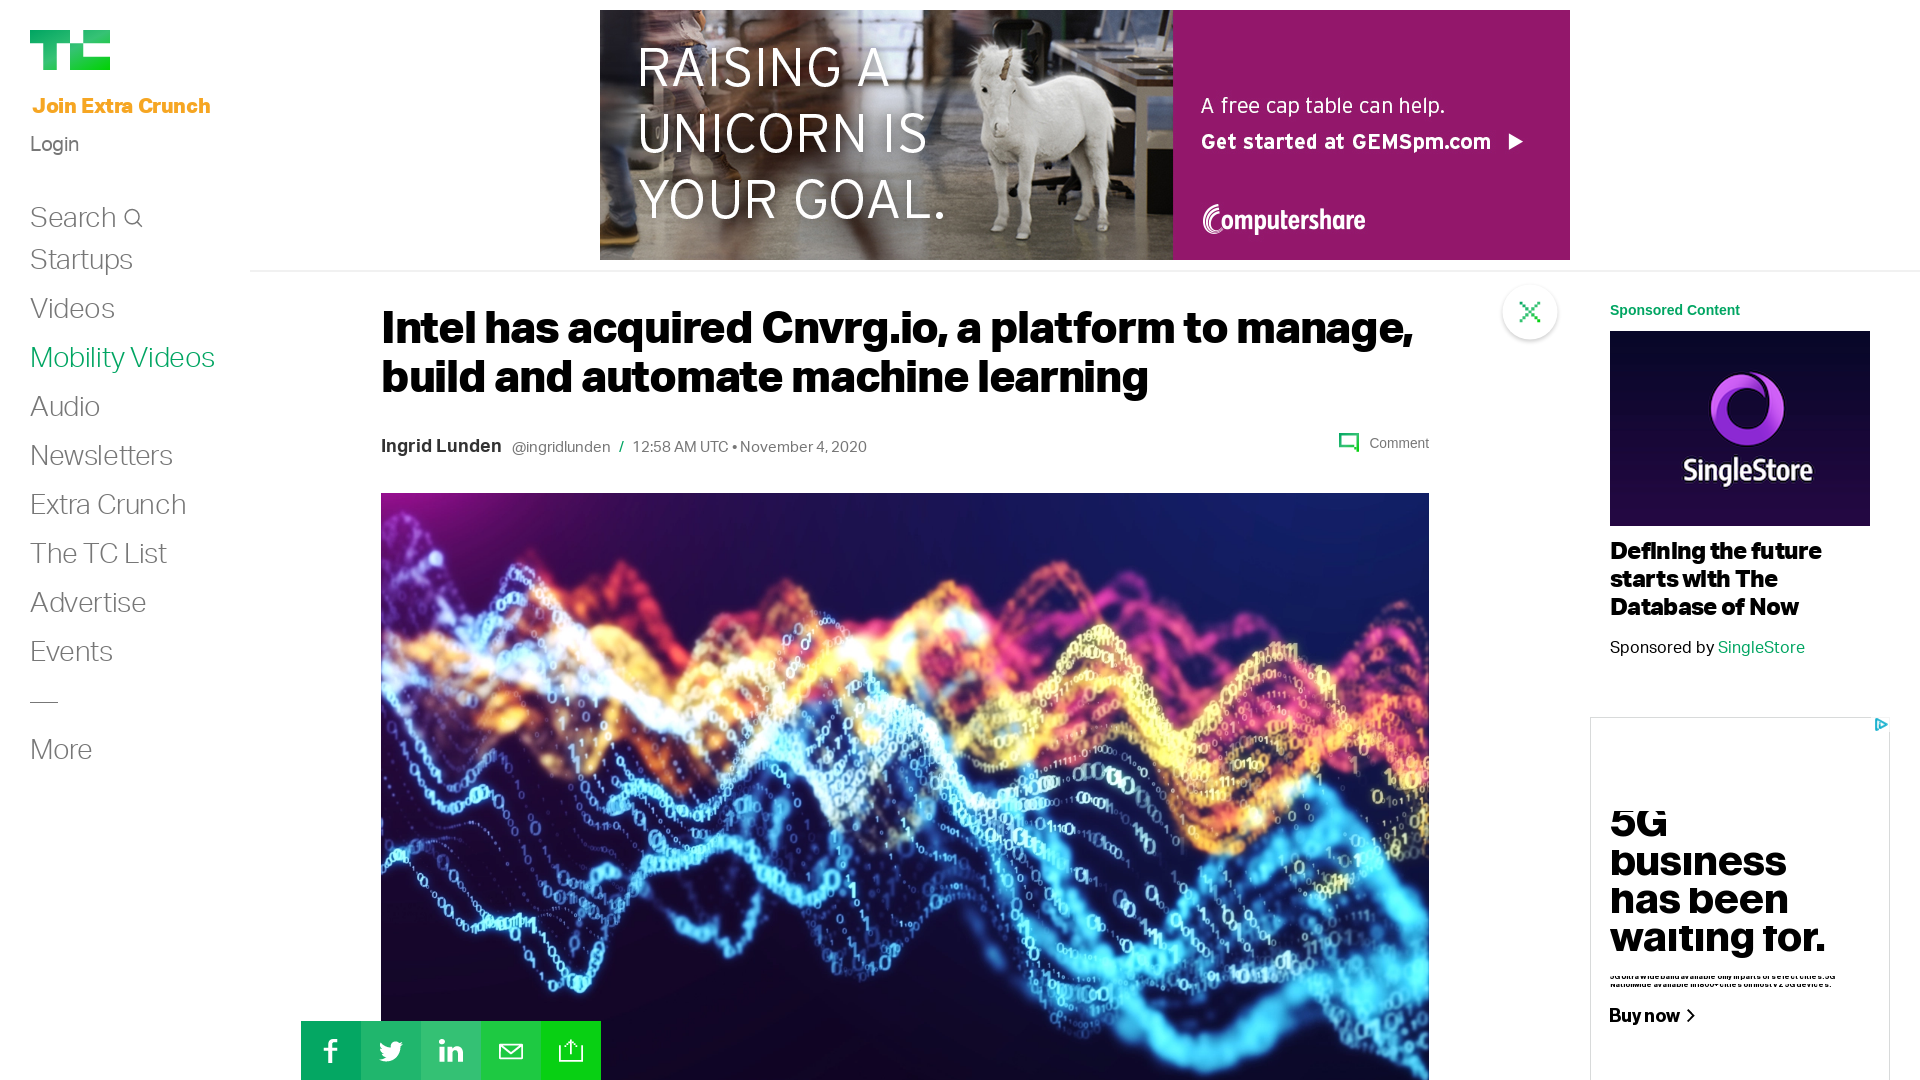 TC
Join Extra Crunch
Login
Search
Startups
Videos
Mobility Videos
Audio
Newsletters
Extra Crunch
The TC List
Advertise
Events
More
RAISING A
UNICORN IS
YOUR GOAL.
A free cap table can help.
Get started at GEMSpm.com
Computershare
Intel has acquired Cnvrg.io, a platform to manage,
build and automate machine learning
Ingrid Lunden @ingridlunden / 12:58 AM UTC • November 4, 2020
Comment
Sponsored Content
SingleStore
Defining the future
starts with The
Database of Now
Sponsored by SingleStore
5G
business
has been
waiting for.
Buy now